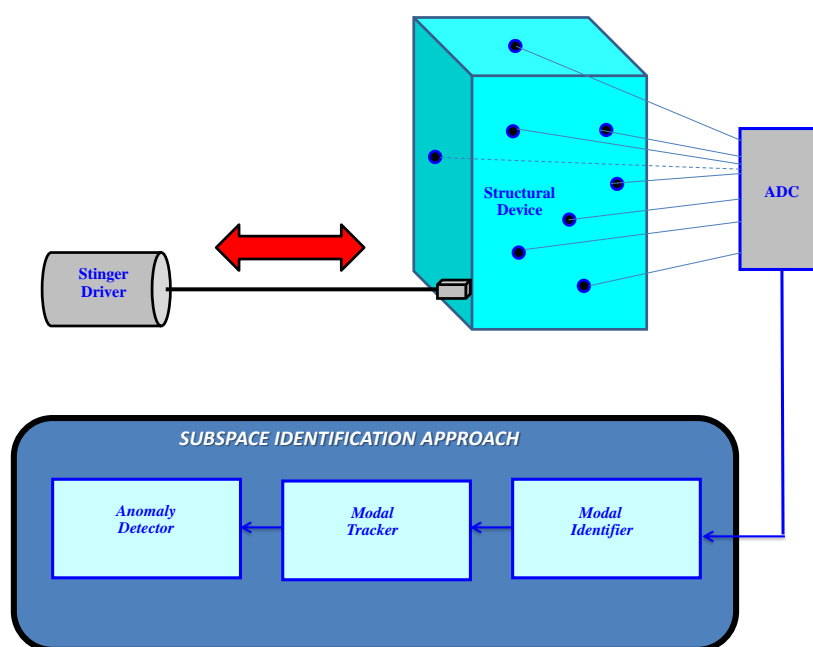 Structural
Device
ADC
Stinger
Driver
SUBSPACE IDENTIFICATION APPROACH
Anomaly
Detector
Modal
Tracker
Modal
Identifier